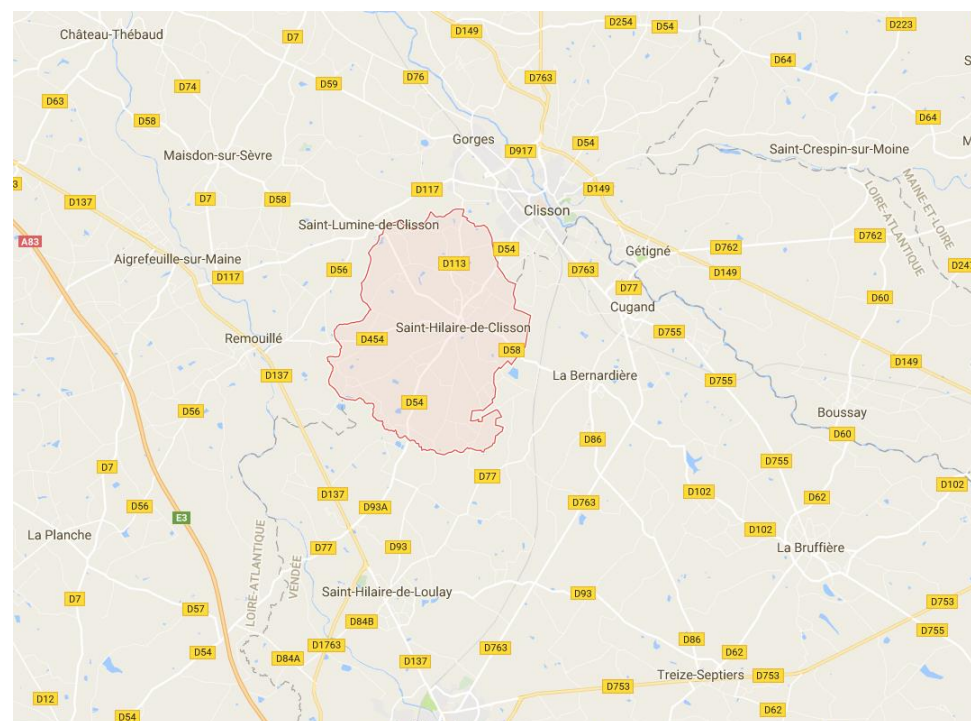 D149
D254
D54
D223
Château-Thébaud
D7
D64
S
D74
D59
D76
D763
D63
D58
D64
Gorges
D917
D54
Saint-Crespin-sur-Moine
M
Maisdon-sur-Sèvre
3
D137
D7
D58
D117
D149
MAINE-ET-LOIRE
LOIRE-ATLANTIQUE
Clisson
Saint-Lumine-de-Clisson
A83
D54
Gétigné
D762
D762
Aigrefeuille-sur-Maine
D117
D56
D113
D763
D149
D247
D77
D60
Cugand
Remouillé
D454
Saint-Hilaire-de-Clisson
D755
D58
D149
D137
La Bernardière
D755
D56
D54
Boussay
D60
D86
D7
D755
D77
D102
D102
D137
D56
D93A
D763
D62
E3
La Planche
D102
LOIRE-ATLANTIQUE
VENDÉE
D77
D93
La Bruffière
Saint-Hilaire-de-Loulay
D93
D7
D57
D753
D84B
D755
D1763
D763
D86
D54
D84A
D137
D62
Treize-Septiers
D753
D753
D12
D62
D54